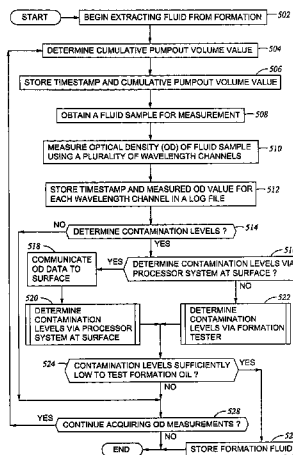 START
BEGIN EXTRACTING FLUID FROM FORMATION
502
DETERMINE CUMULATIVE PUMPOUT VOLUME VALUE
504
506
STORE TIMESTAMP AND CUMULATIVE PUMPOUT VOLUME VALUE
OBTAIN A FLUID SAMPLE FOR MEASUREMENT
508
MEASURE OPTICAL DENSITY (OD) OF FLUID SAMPLE
USING A PLURALITY OF WAVELENGTH CHANNELS
510
STORE TIMESTAMP AND MEASURED OD VALUE FOR
EACH WAVELENGTH CHANNEL IN A LOG FILE
512
NO
DETERMINE CONTAMINATION LEVELS ?
514
YES
518
COMMUNICATE
OD DATA TO
SURFACE
YES
51
DETERMINE CONTAMINATION LEVELS VIA
PROCESSOR SYSTEM AT SURFACE ?
NO
520
DETERMINE
CONTAMINATION
LEVELS VIA PROCESSOR
SYSTEM AT SURFACE
522
DETERMINE
CONTAMINATION
LEVELS VIA FORMATION
TESTER
524
CONTAMINATION LEVELS SUFFICIENTLY
LOW TO TEST FORMATION OIL ?
YES
NO
528
YES
CONTINUE ACQUIRING OD MEASUREMENTS ?
NO
52
END
STORE FORMATION FLUID